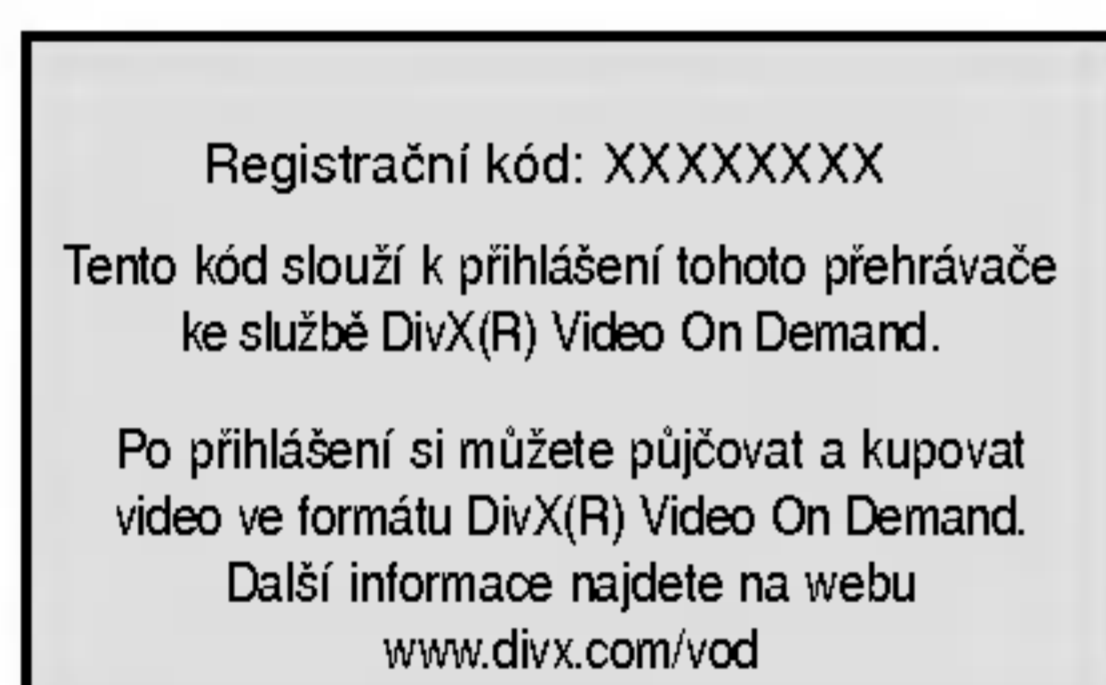 Registrační kód: XXXXXXXX
Tento kód slouží k přihlášení tohoto přehrávače
ke službě DivX(R) Video On Demand.
Po přihlášení si můžete půjčovat a kupovat
video ve formátu DivX(R) Video On Demand.
Další informace najdete na webu
www.divx.com/vod